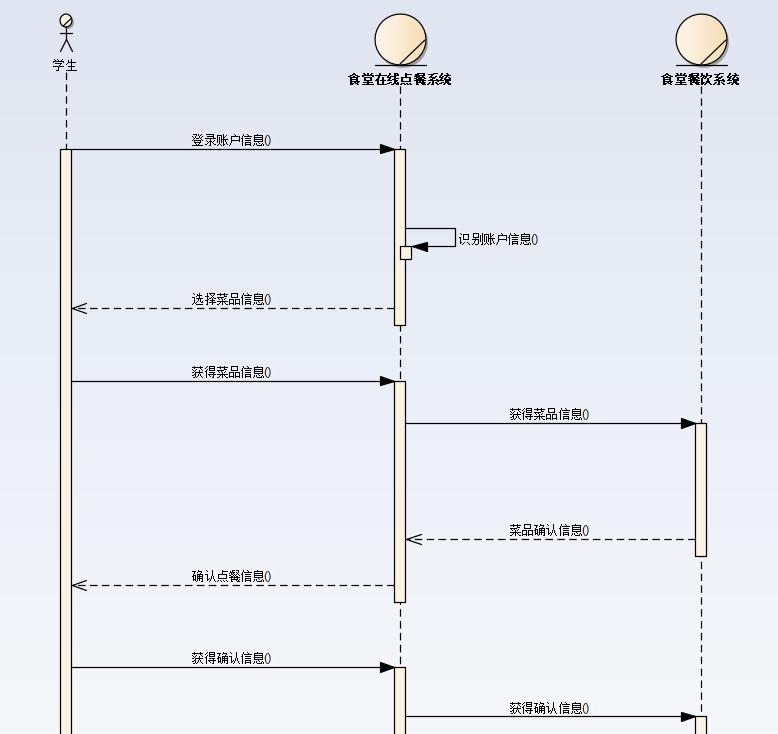 学生
食堂在线点餐系统
食堂餐饮系统
登录账户信息()
识别账户信息()
选择菜品信息()
获得菜品信息()
获得菜品信息()
菜品确认信息()
确认点餐信息()
获得确认信息()
获得确认信息()